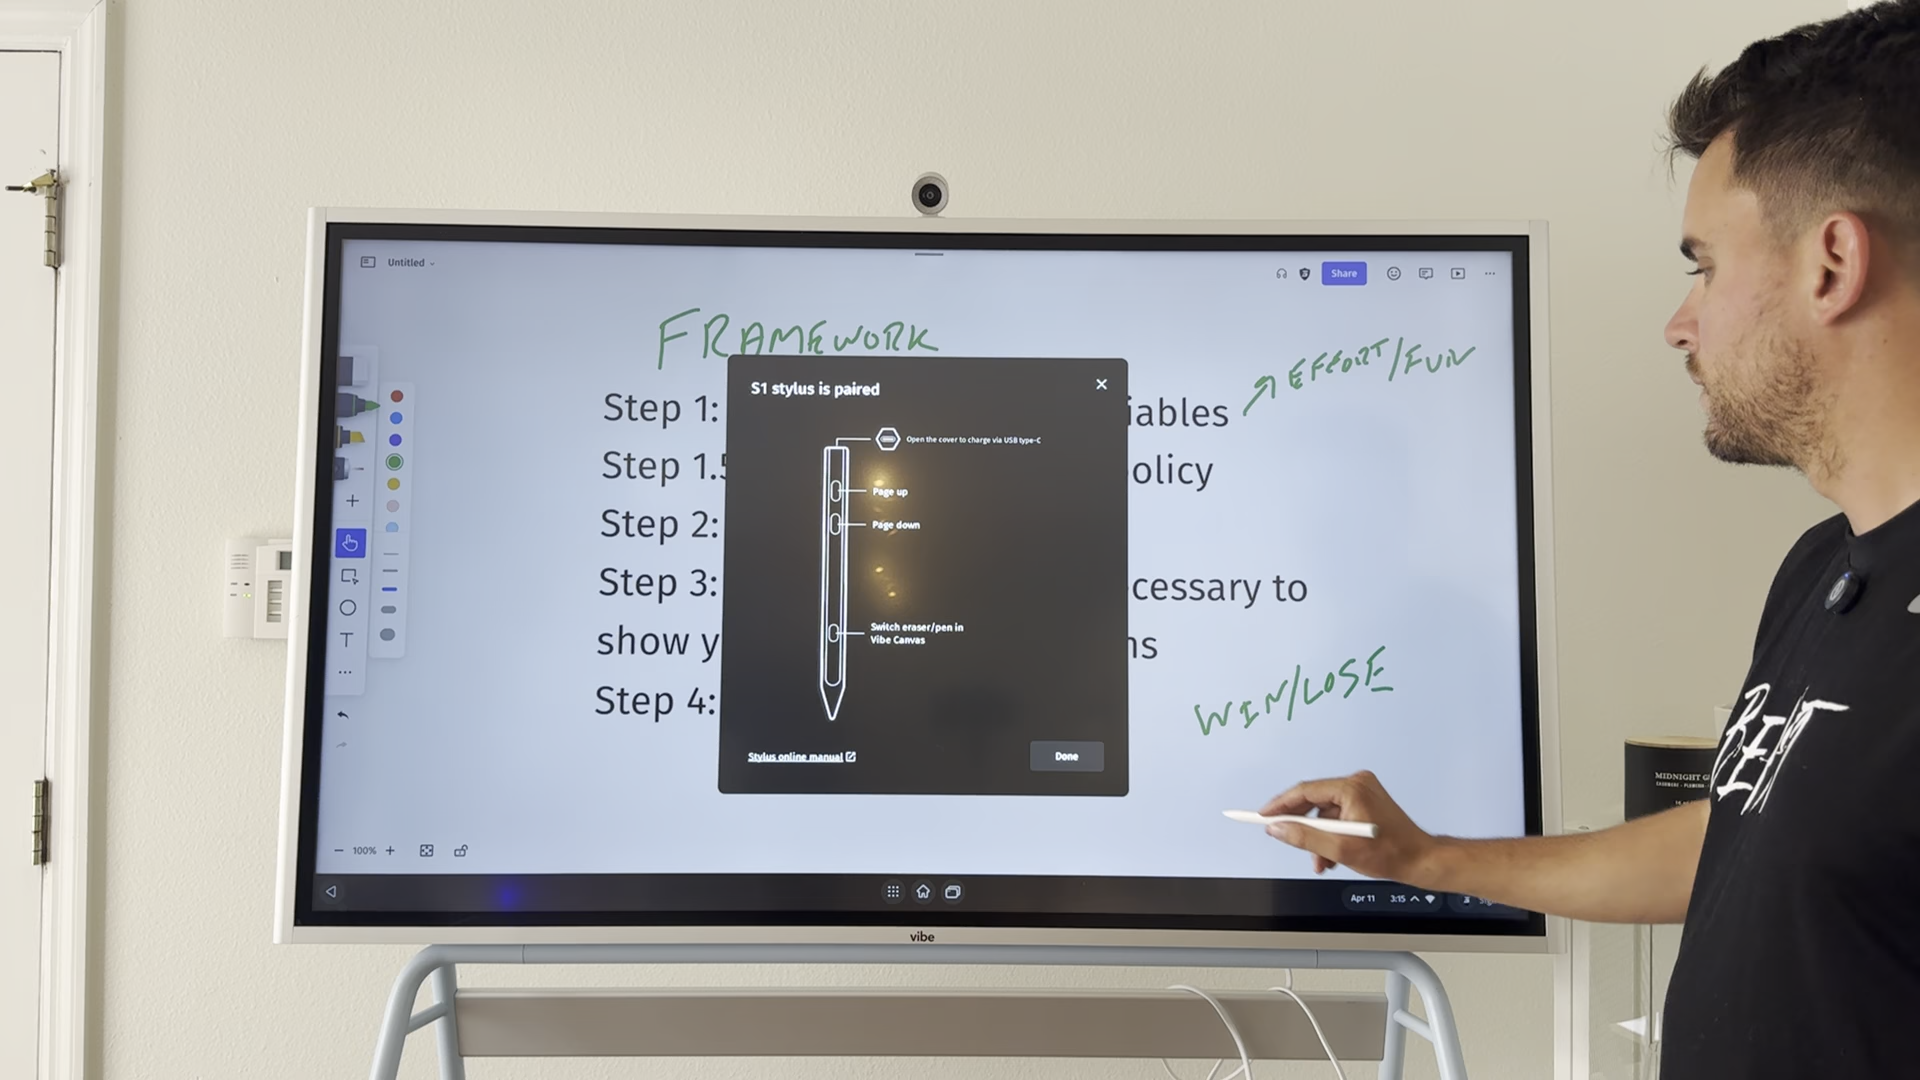 Untitled
Share
FRAMEWORK
EFFORT/FUN
S1 stylus is paired
Step 1: iables
Open the cover to charge via USB type-C
Step 1.5 olicy
Page up
Step 2:
Page down
Step 3: cessary to
Switch eraser/pen in
Vibe Canvas
show y ns
Step 4:
WIN/LOSE
Stylus online manual
Done
T
100%
Apr 11 3:15
vibe
MIDNIGHT